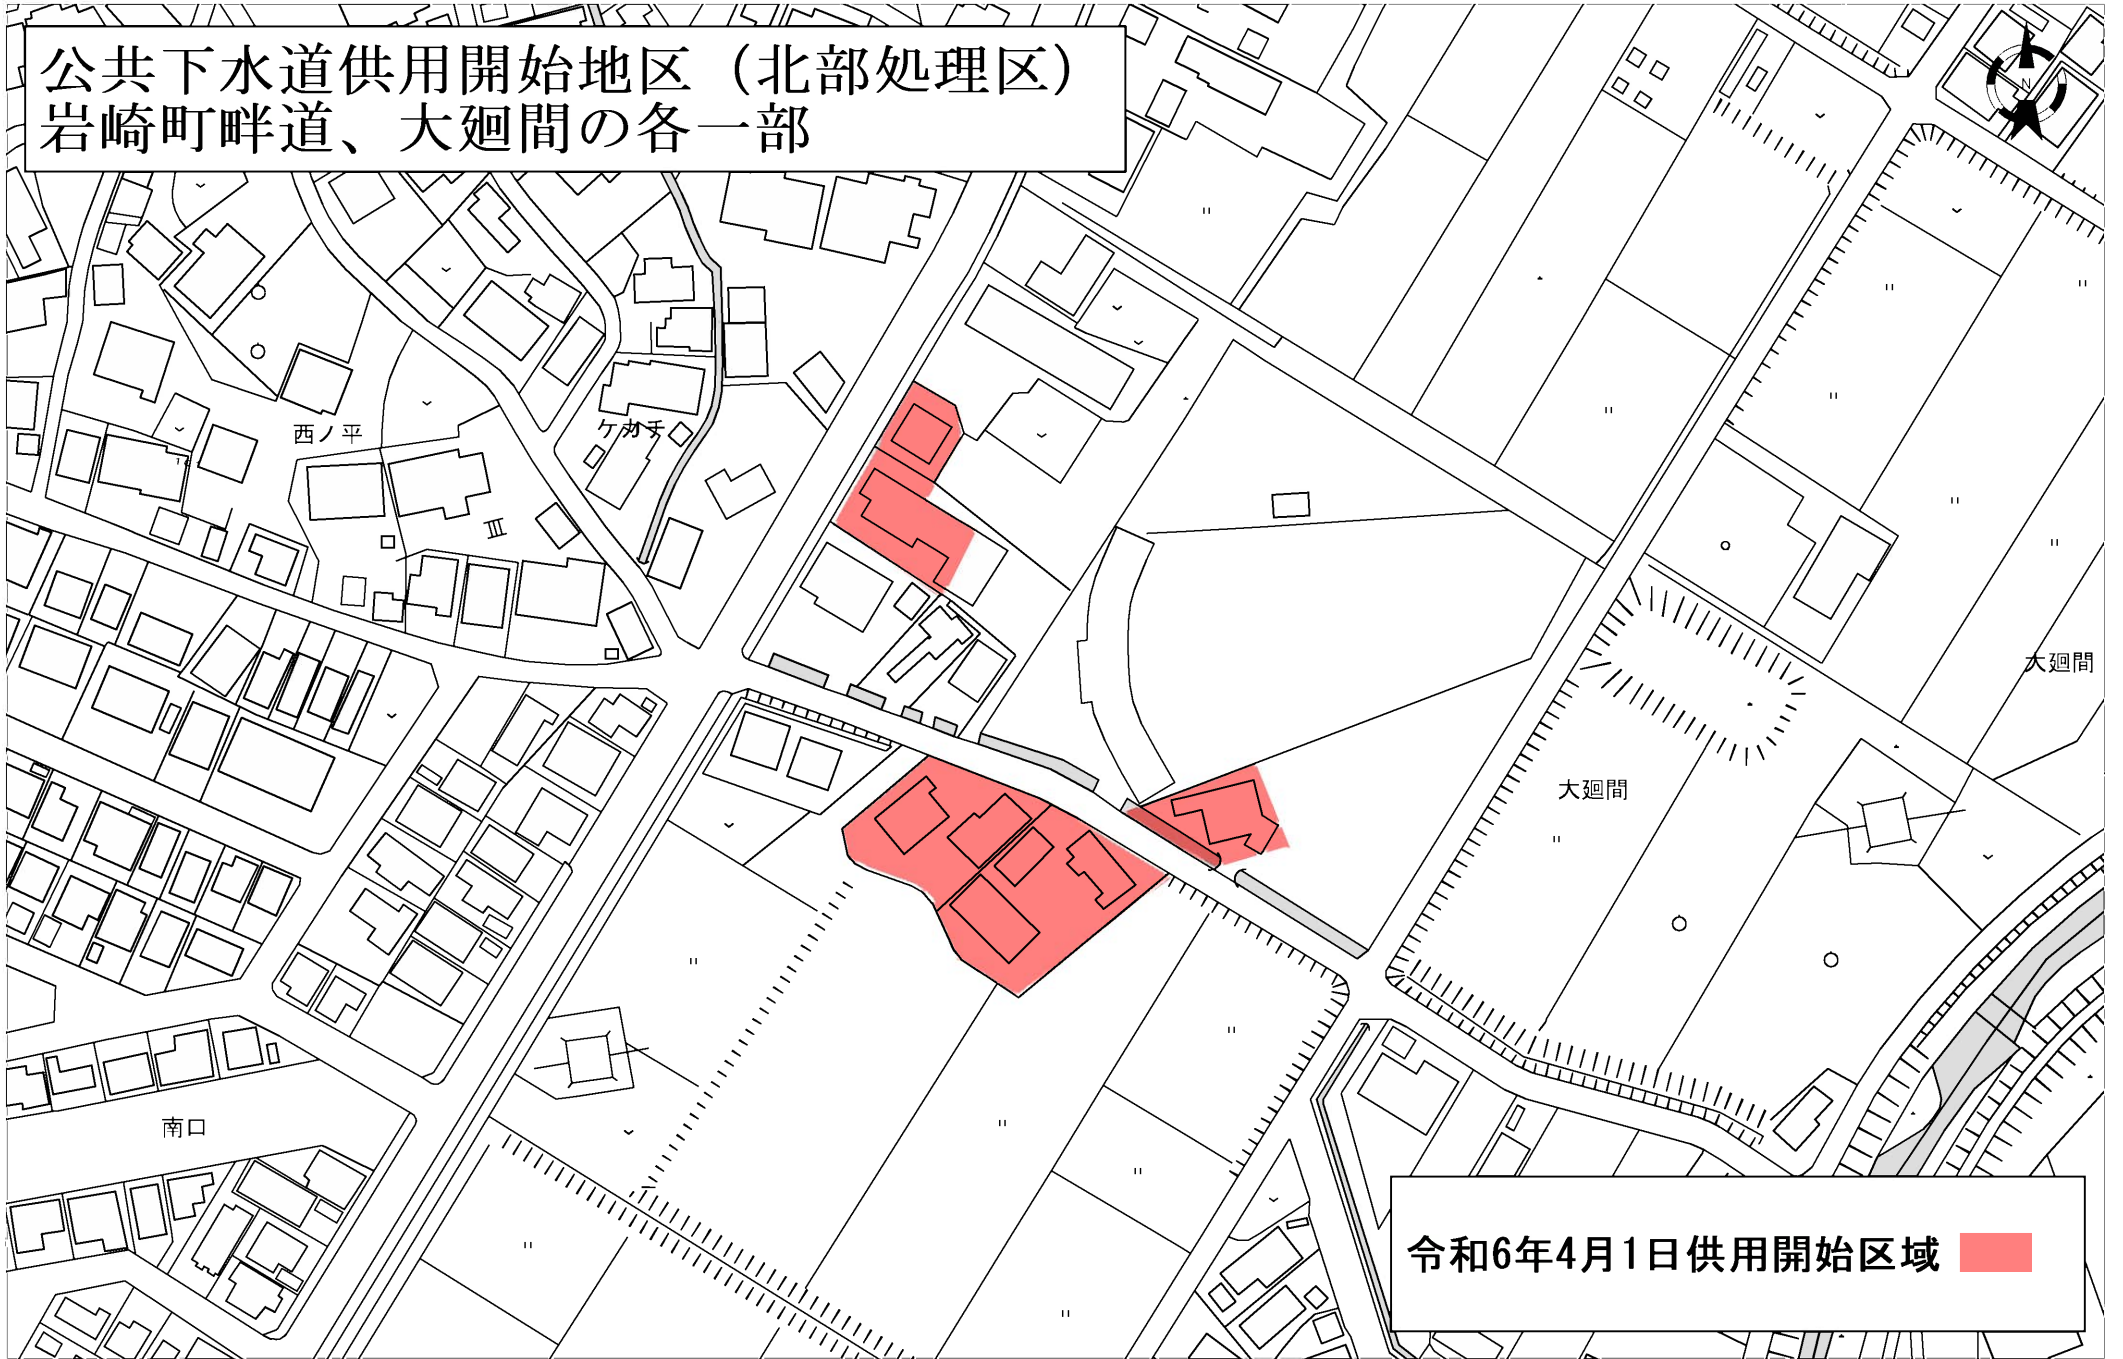 公共下水道供用開始地区（北部処理区）
岩崎町畔道、大廻間の各一部
N
西ノ平
ケカチ
大廻間
大廻間
南口
令和6年4月1日供用開始区域